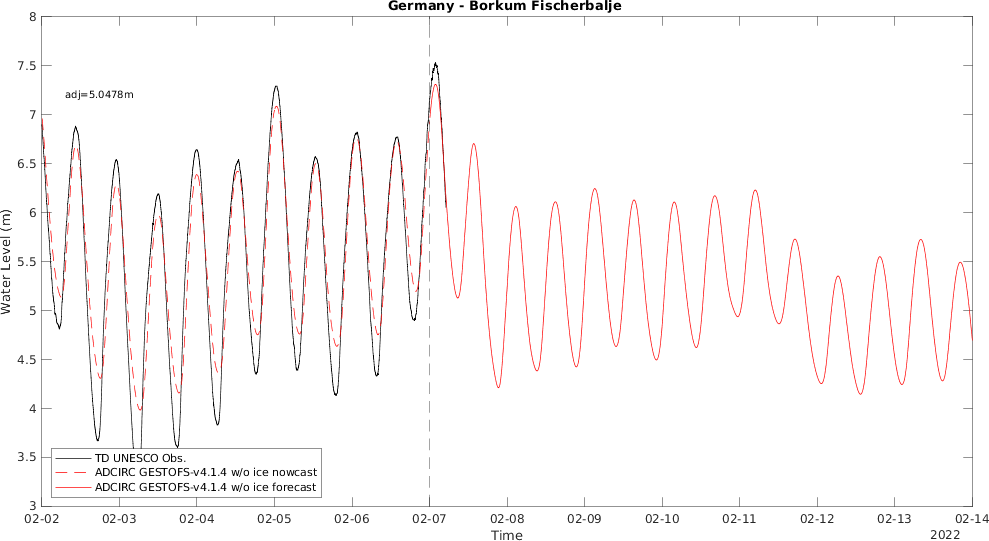 Germany - Borkum Fischerbalje
8
7.5
adj=5.0478m
7
6.5
6
5.5
5
4.5
4
3.5
3
Water Level (m)
TD UNESCO Obs.
ADCIRC GESTOFS-v4.1.4 w/o ice nowcast
ADCIRC GESTOFS-v4.1.4 w/o ice forecast
02-02 02-03 02-04 02-05 02-06 02-07 02-08 02-09 02-10 02-11 02-12 02-13 02-14
Time
2022